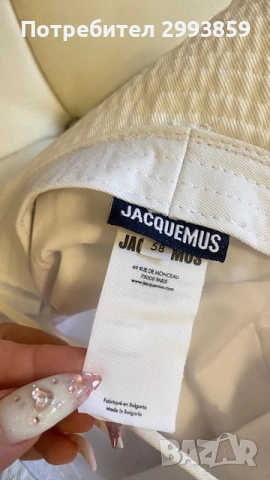 Потребител 2993859
JACQUEMUS
JAC MUS
58
69 RUE DE MONCEAU
75008 PARIS
www.jacquemus.com
Fabriqué en Bulgarie
Made in Bulgaria
BAZAR